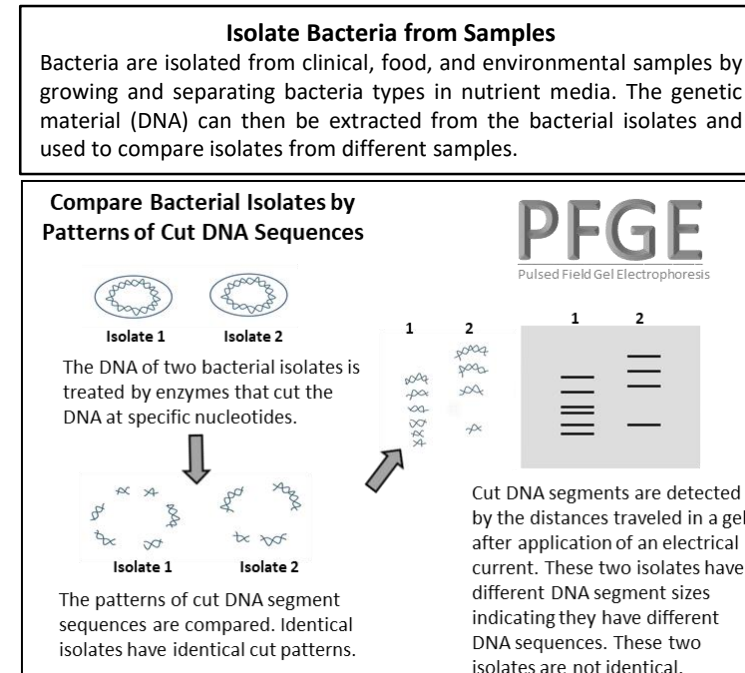 Isolate Bacteria from Samples
Bacteria are isolated from clinical, food, and environmental samples by
growing and separating bacteria types in nutrient media. The genetic
material (DNA) can then be extracted from the bacterial isolates and
used to compare isolates from different samples.
Compare Bacterial Isolates by
Patterns of Cut DNA Sequences
Isolate 1 Isolate 2
The DNA of two bacterial isolates is
treated by enzymes that cut the
DNA at specific nucleotides.
Isolate 1 Isolate 2
The patterns of cut DNA segment
sequences are compared. Identical
isolates have identical cut patterns.
PFGE
Pulsed Field Gel Electrophoresis
1 2
1 2
Cut DNA segments are detected
by the distances traveled in a gel
after application of an electrical
current. These two isolates have
different DNA segment sizes
indicating they have different
DNA sequences. These two
isolates are not identical.